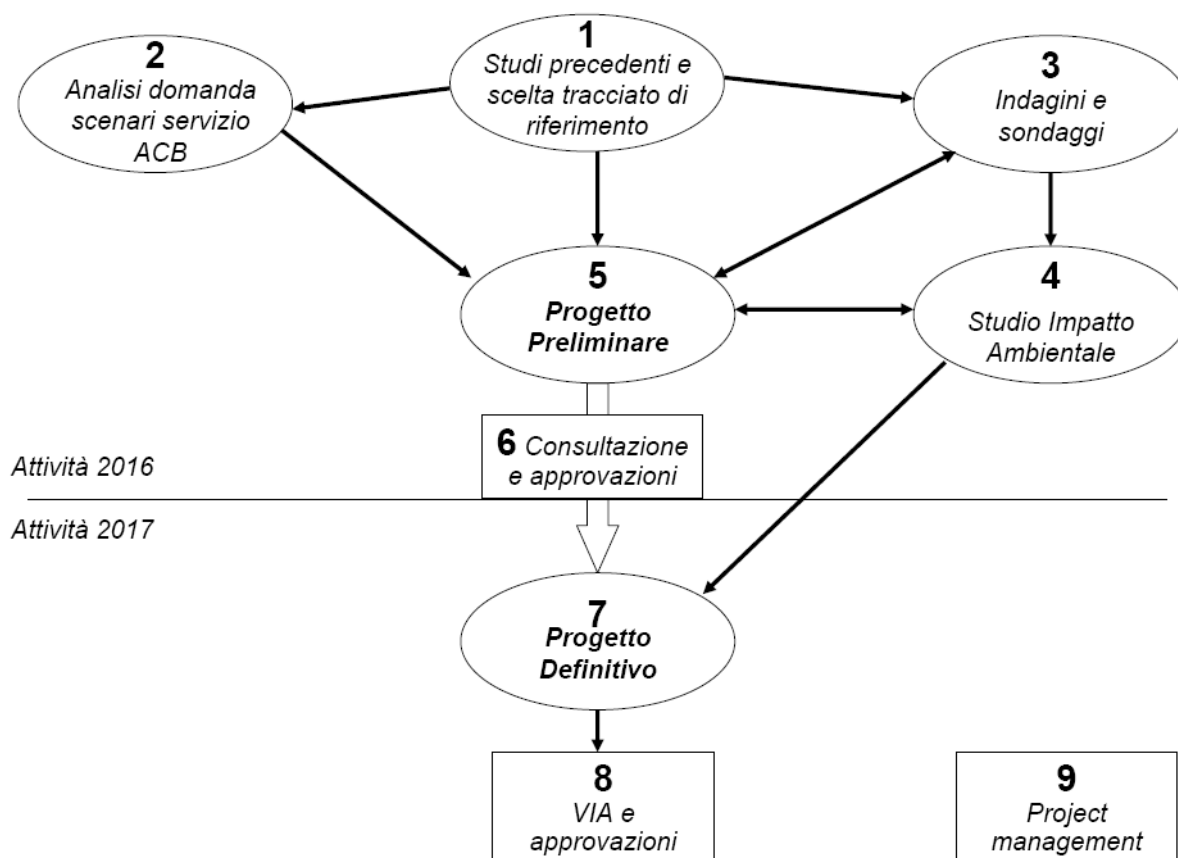 1
Studi precedenti e
scelta tracciato di
riferimento
2
Analisi domanda
scenari servizio
ACB
3
Indagini e
sondaggi
5
Progetto
Preliminare
4
Studio Impatto
Ambientale
6 Consultazione
e approvazioni
Attività 2016
Attività 2017
7
Progetto
Definitivo
8
VIA e
approvazioni
9
Project
management